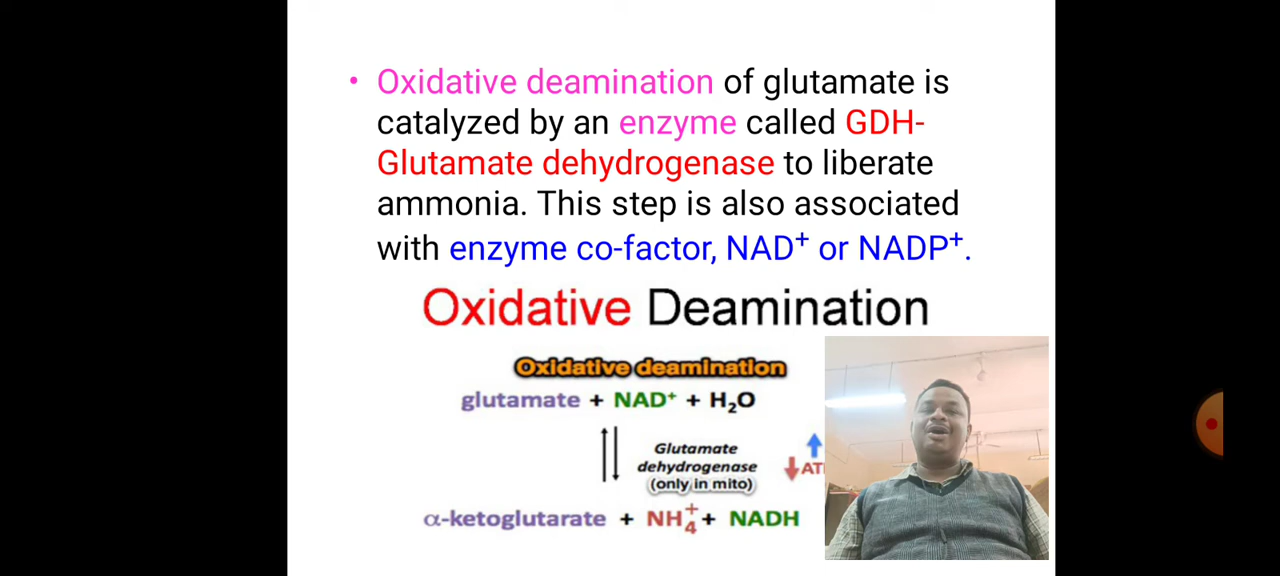 • Oxidative deamination of glutamate is
catalyzed by an enzyme called GDH-
Glutamate dehydrogenase to liberate
ammonia. This step is also associated
with enzyme co-factor, NAD⁺ or NADP⁺.
Oxidative Deamination
Oxidative deamination
glutamate + NAD⁺ + H₂O
Glutamate
dehydrogenase
(only in mito)
α-ketoglutarate + NH₄⁺ + NADH